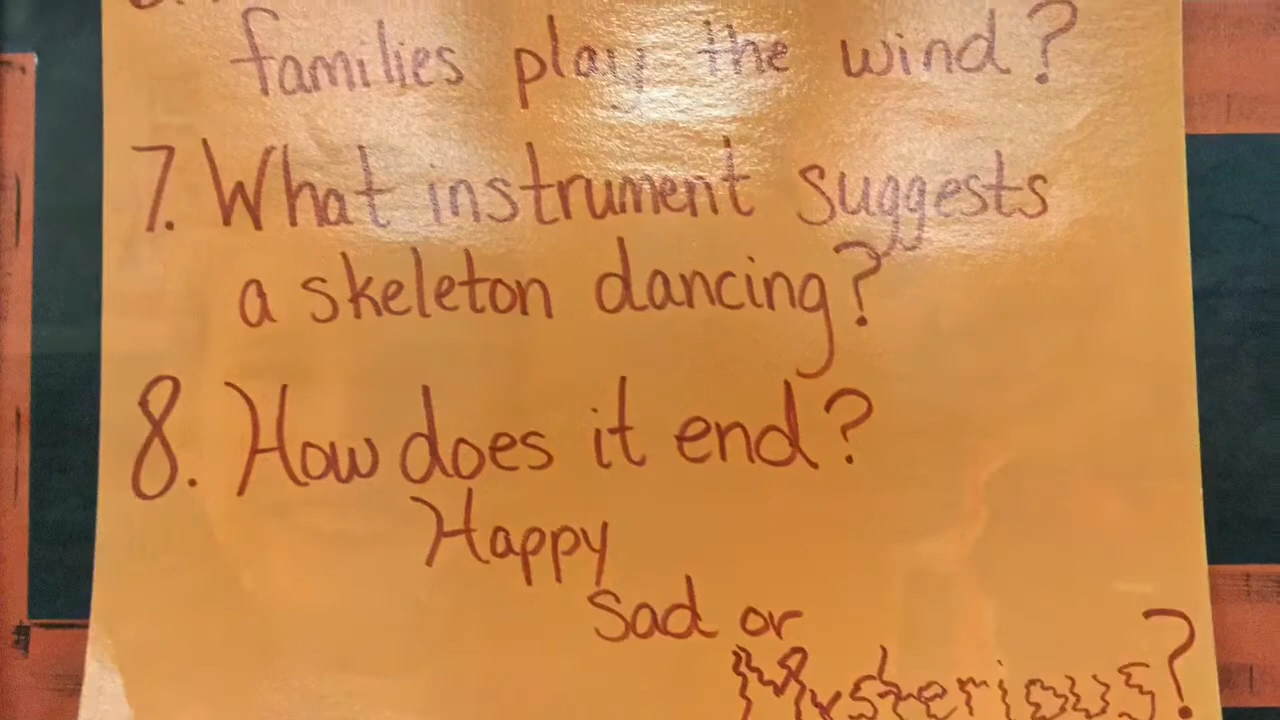 families play the wind?
7. What instrument suggests
a skeleton dancing?
8. How does it end?
Happy
sad or
Mysterious?